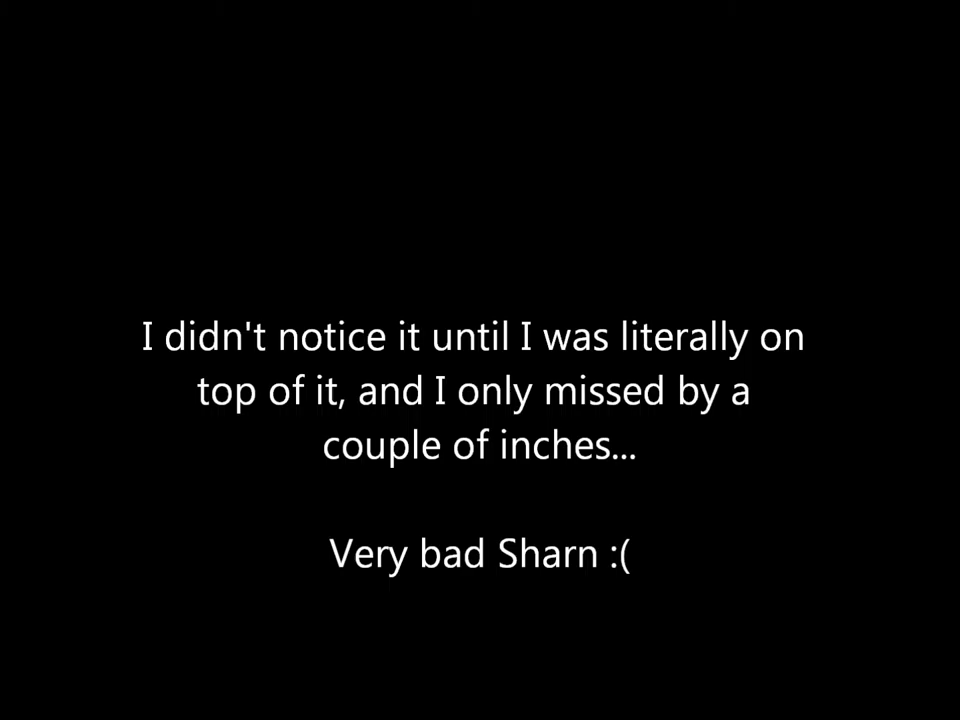 I didn't notice it until I was literally on
top of it, and I only missed by a
couple of inches...
Very bad Sharn :(